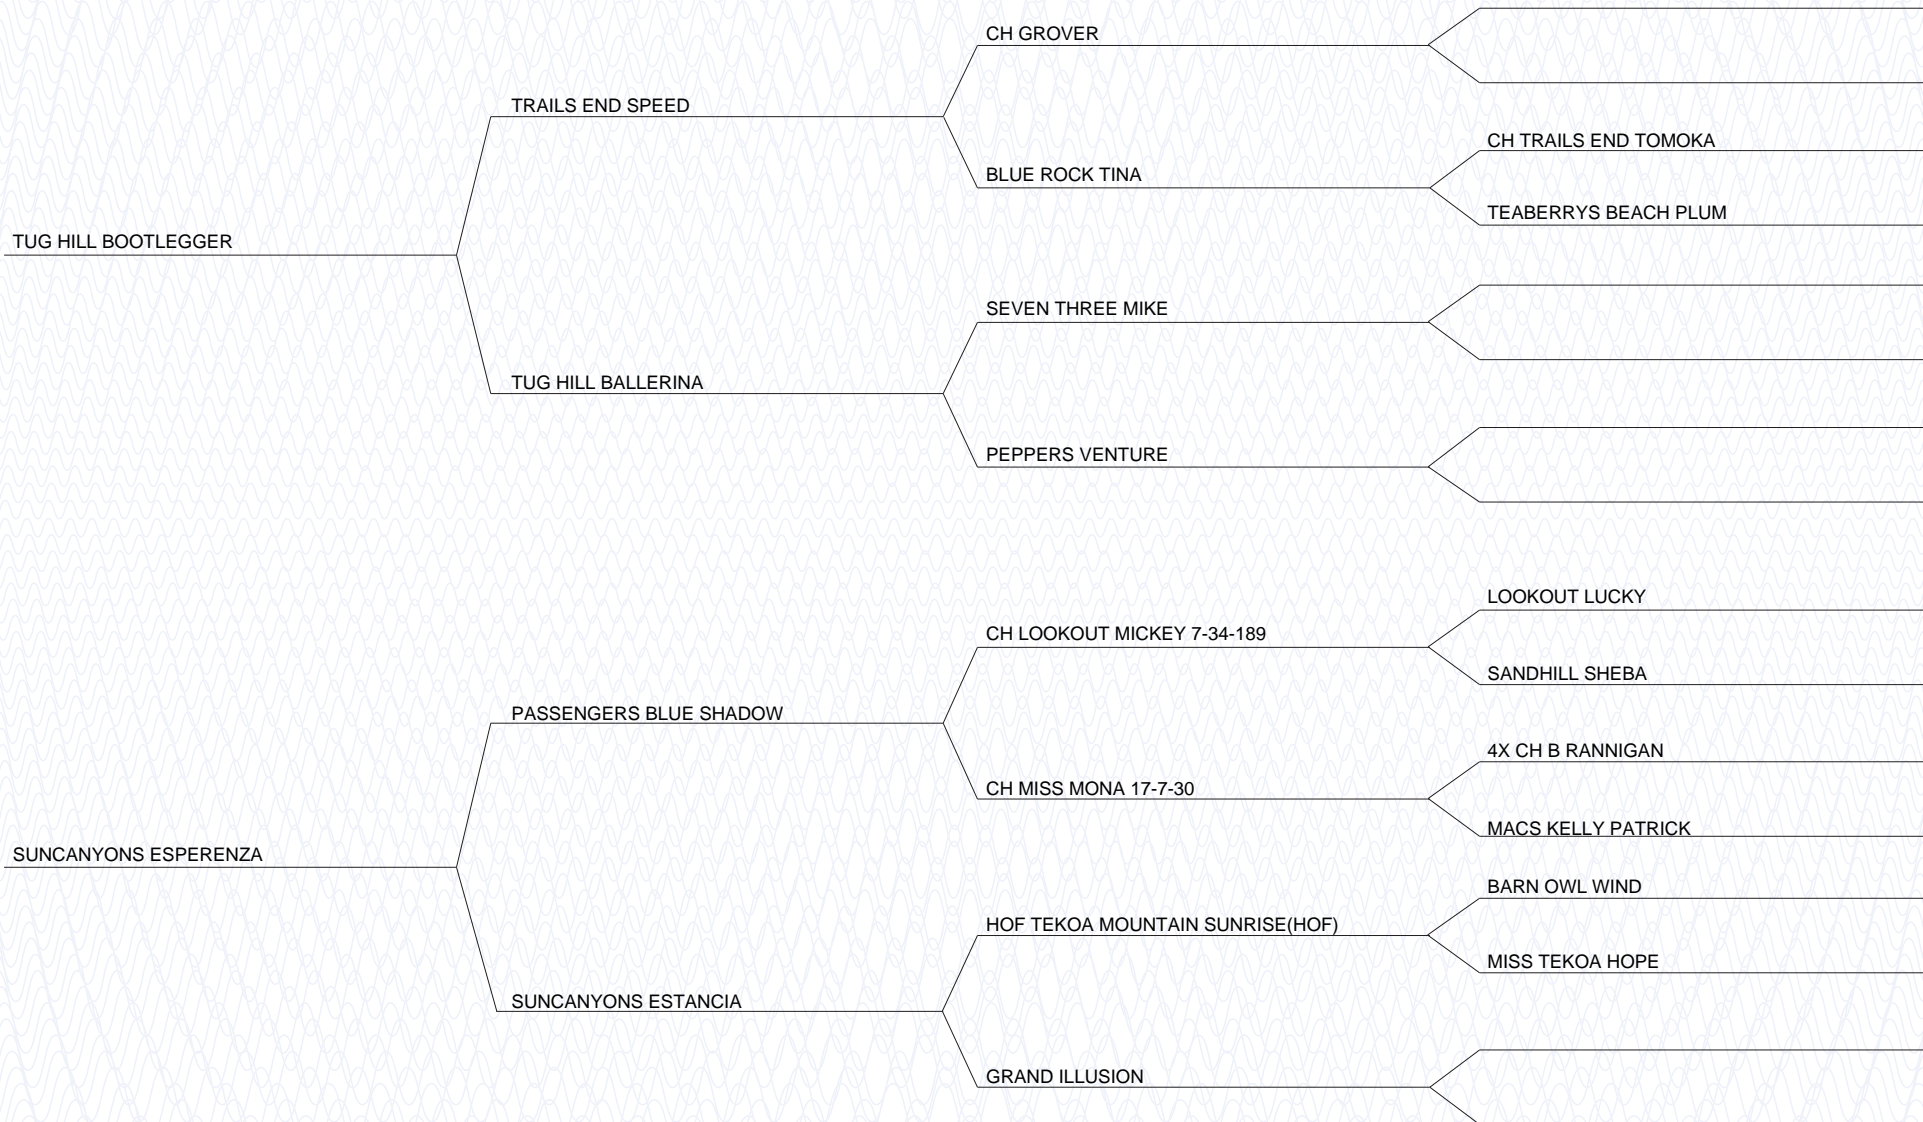 CH GROVER
TRAILS END SPEED
CH TRAILS END TOMOKA
BLUE ROCK TINA
TEABERRYS BEACH PLUM
TUG HILL BOOTLEGGER
SEVEN THREE MIKE
TUG HILL BALLERINA
PEPPERS VENTURE
LOOKOUT LUCKY
CH LOOKOUT MICKEY 7-34-189
SANDHILL SHEBA
PASSENGERS BLUE SHADOW
4X CH B RANNIGAN
CH MISS MONA 17-7-30
MACS KELLY PATRICK
SUNCANYONS ESPERENZA
BARN OWL WIND
HOF TEKOA MOUNTAIN SUNRISE(HOF)
MISS TEKOA HOPE
SUNCANYONS ESTANCIA
GRAND ILLUSION